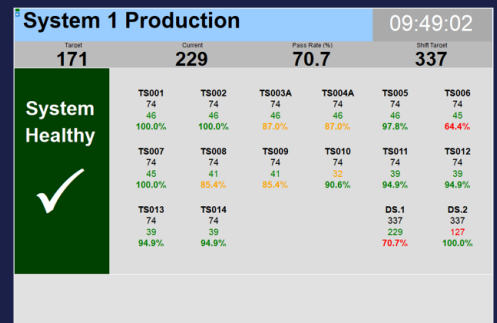 System 1 Production
09:49:02
Target Current Pass Rate (%) Shift Target
171 229 70.7 337
System
Healthy
TS001 TS002 TS003A TS004A TS005 TS006
74 74 74 74 74 74
46 46 46 46 46 45
100.0% 100.0% 87.0% 87.0% 97.8% 64.4%
TS007 TS008 TS009 TS010 TS011 TS012
74 74 74 74 74 74
45 41 41 32 39 39
100.0% 85.4% 85.4% 90.6% 94.9% 94.9%
TS013 TS014 DS.1 DS.2
74 74 337 337
39 39 229 127
94.9% 94.9% 70.7% 100.0%